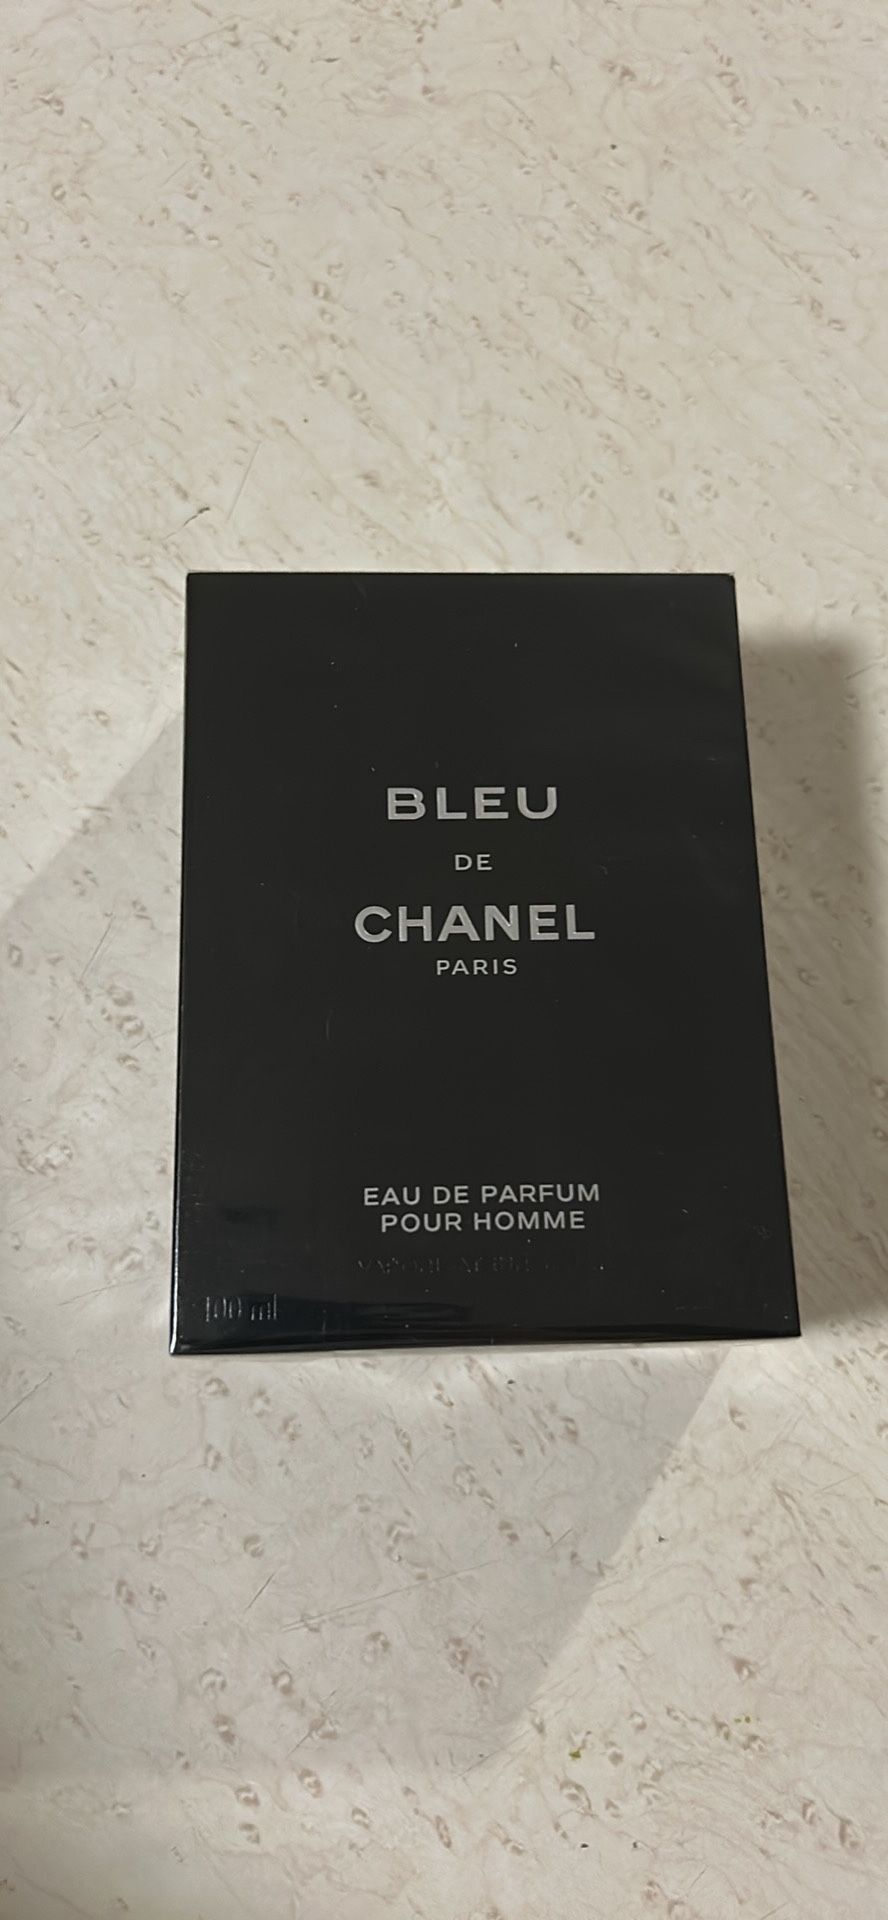 BLEU
DE
CHANEL
PARIS
EAU DE PARFUM
POUR HOMME
100 ml